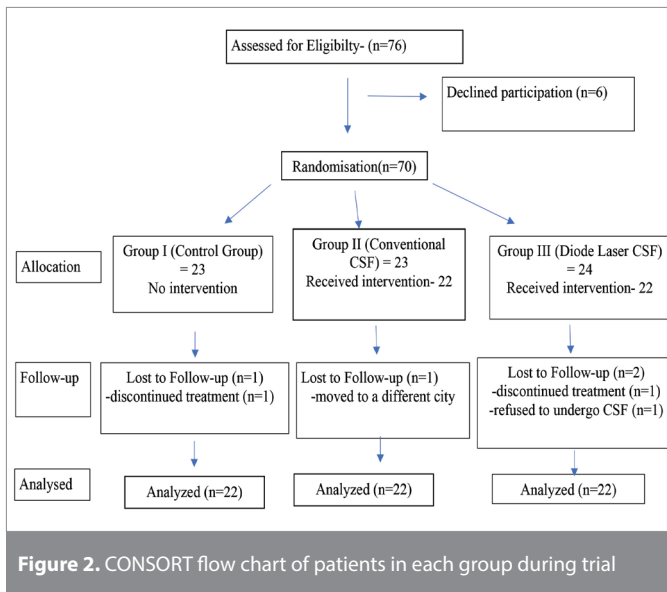 Assessed for Eligibilty- (n=76)
Declined participation (n=6)
Randomisation(n=70)
Allocation
Group I (Control Group)
= 23
No intervention
Group II (Conventional
CSF) = 23
Received intervention- 22
Group III (Diode Laser CSF)
= 24
Received intervention- 22
Follow-up
Lost to Follow-up (n=1)
-discontinued treatment (n=1)
Lost to Follow-up (n=1)
-moved to a different city
Lost to Follow-up (n=2)
-discontinued treatment (n=1)
-refused to undergo CSF (n=1)
Analysed
Analyzed (n=22)
Analyzed (n=22)
Analyzed (n=22)
Figure 2. CONSORT flow chart of patients in each group during trial